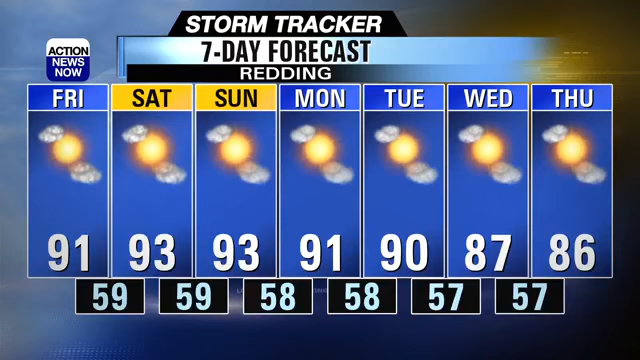 STORM TRACKER
ACTION
NEWS
NOW
7-DAY FORECAST
REDDING
FRI SAT SUN MON TUE WED THU
91 93 93 91 90 87 86
59 59 58 58 57 57